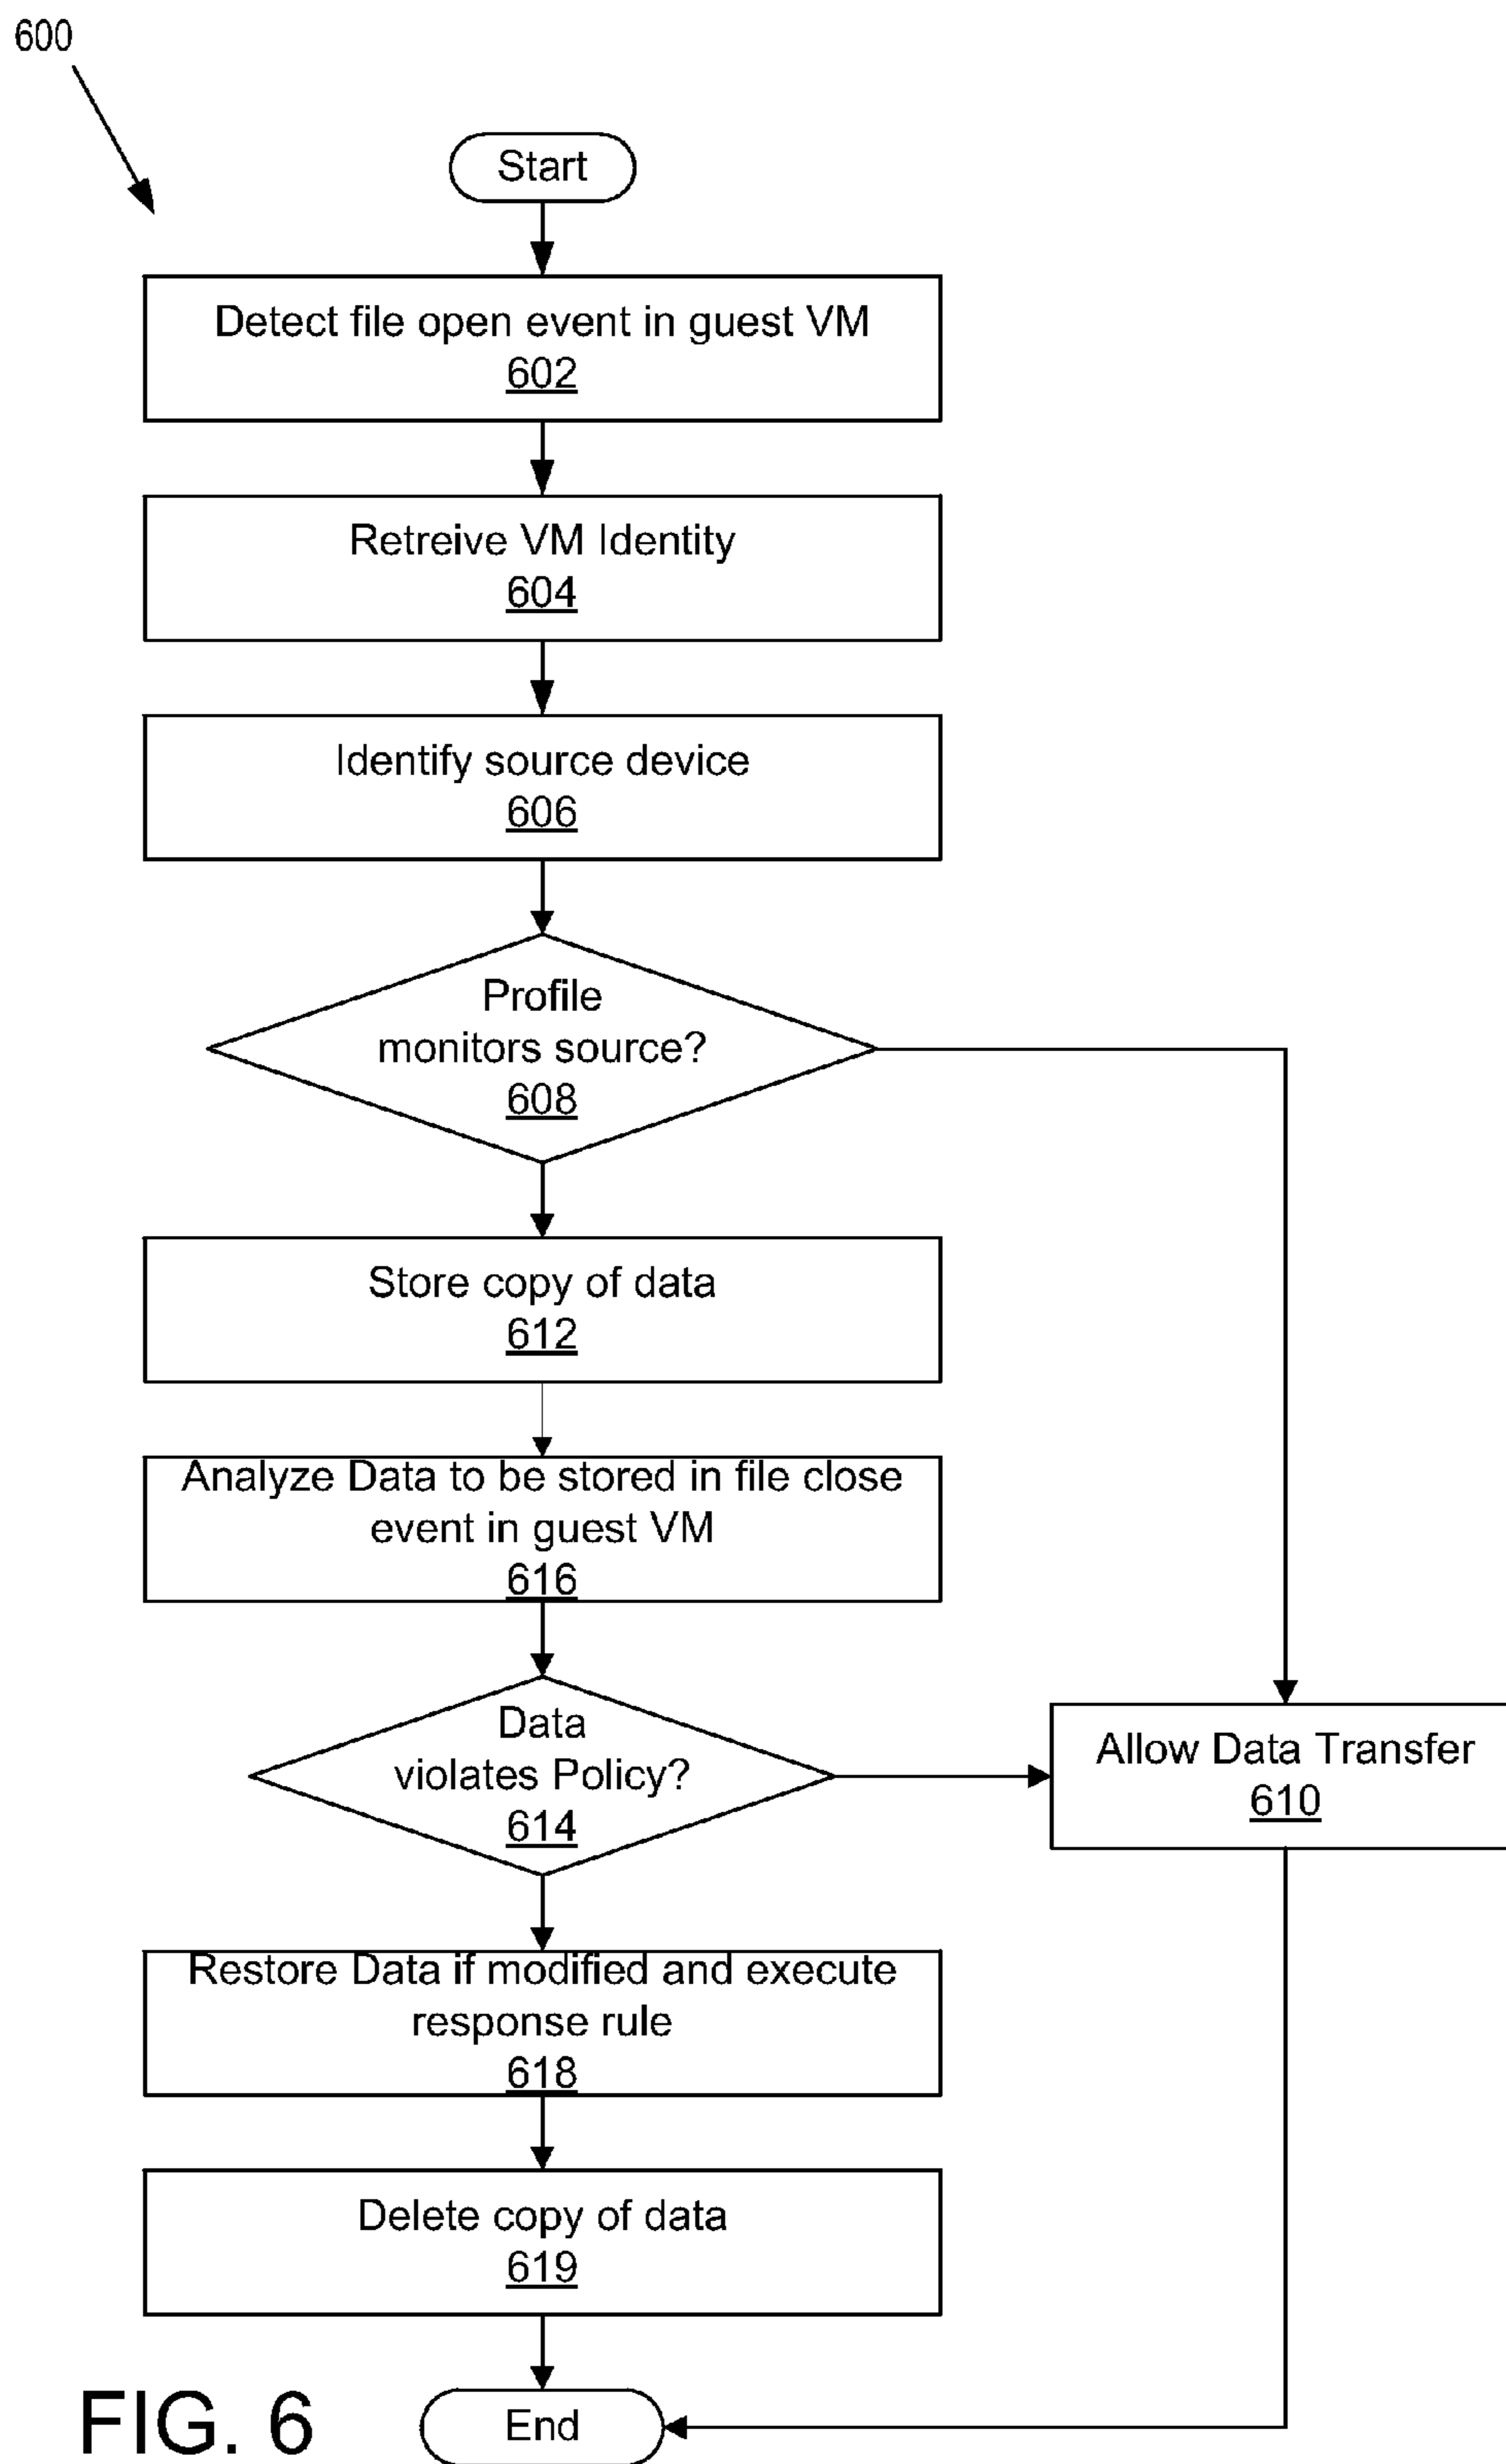 600
Start
Detect file open event in guest VM
602
Retreive VM Identity
604
Identify source device
606
Profile
monitors source?
608
Store copy of data
612
Analyze Data to be stored in file close
event in guest VM
616
Data
violates Policy?
614
Allow Data Transfer
610
Restore Data if modified and execute
response rule
618
Delete copy of data
619
End
FIG. 6